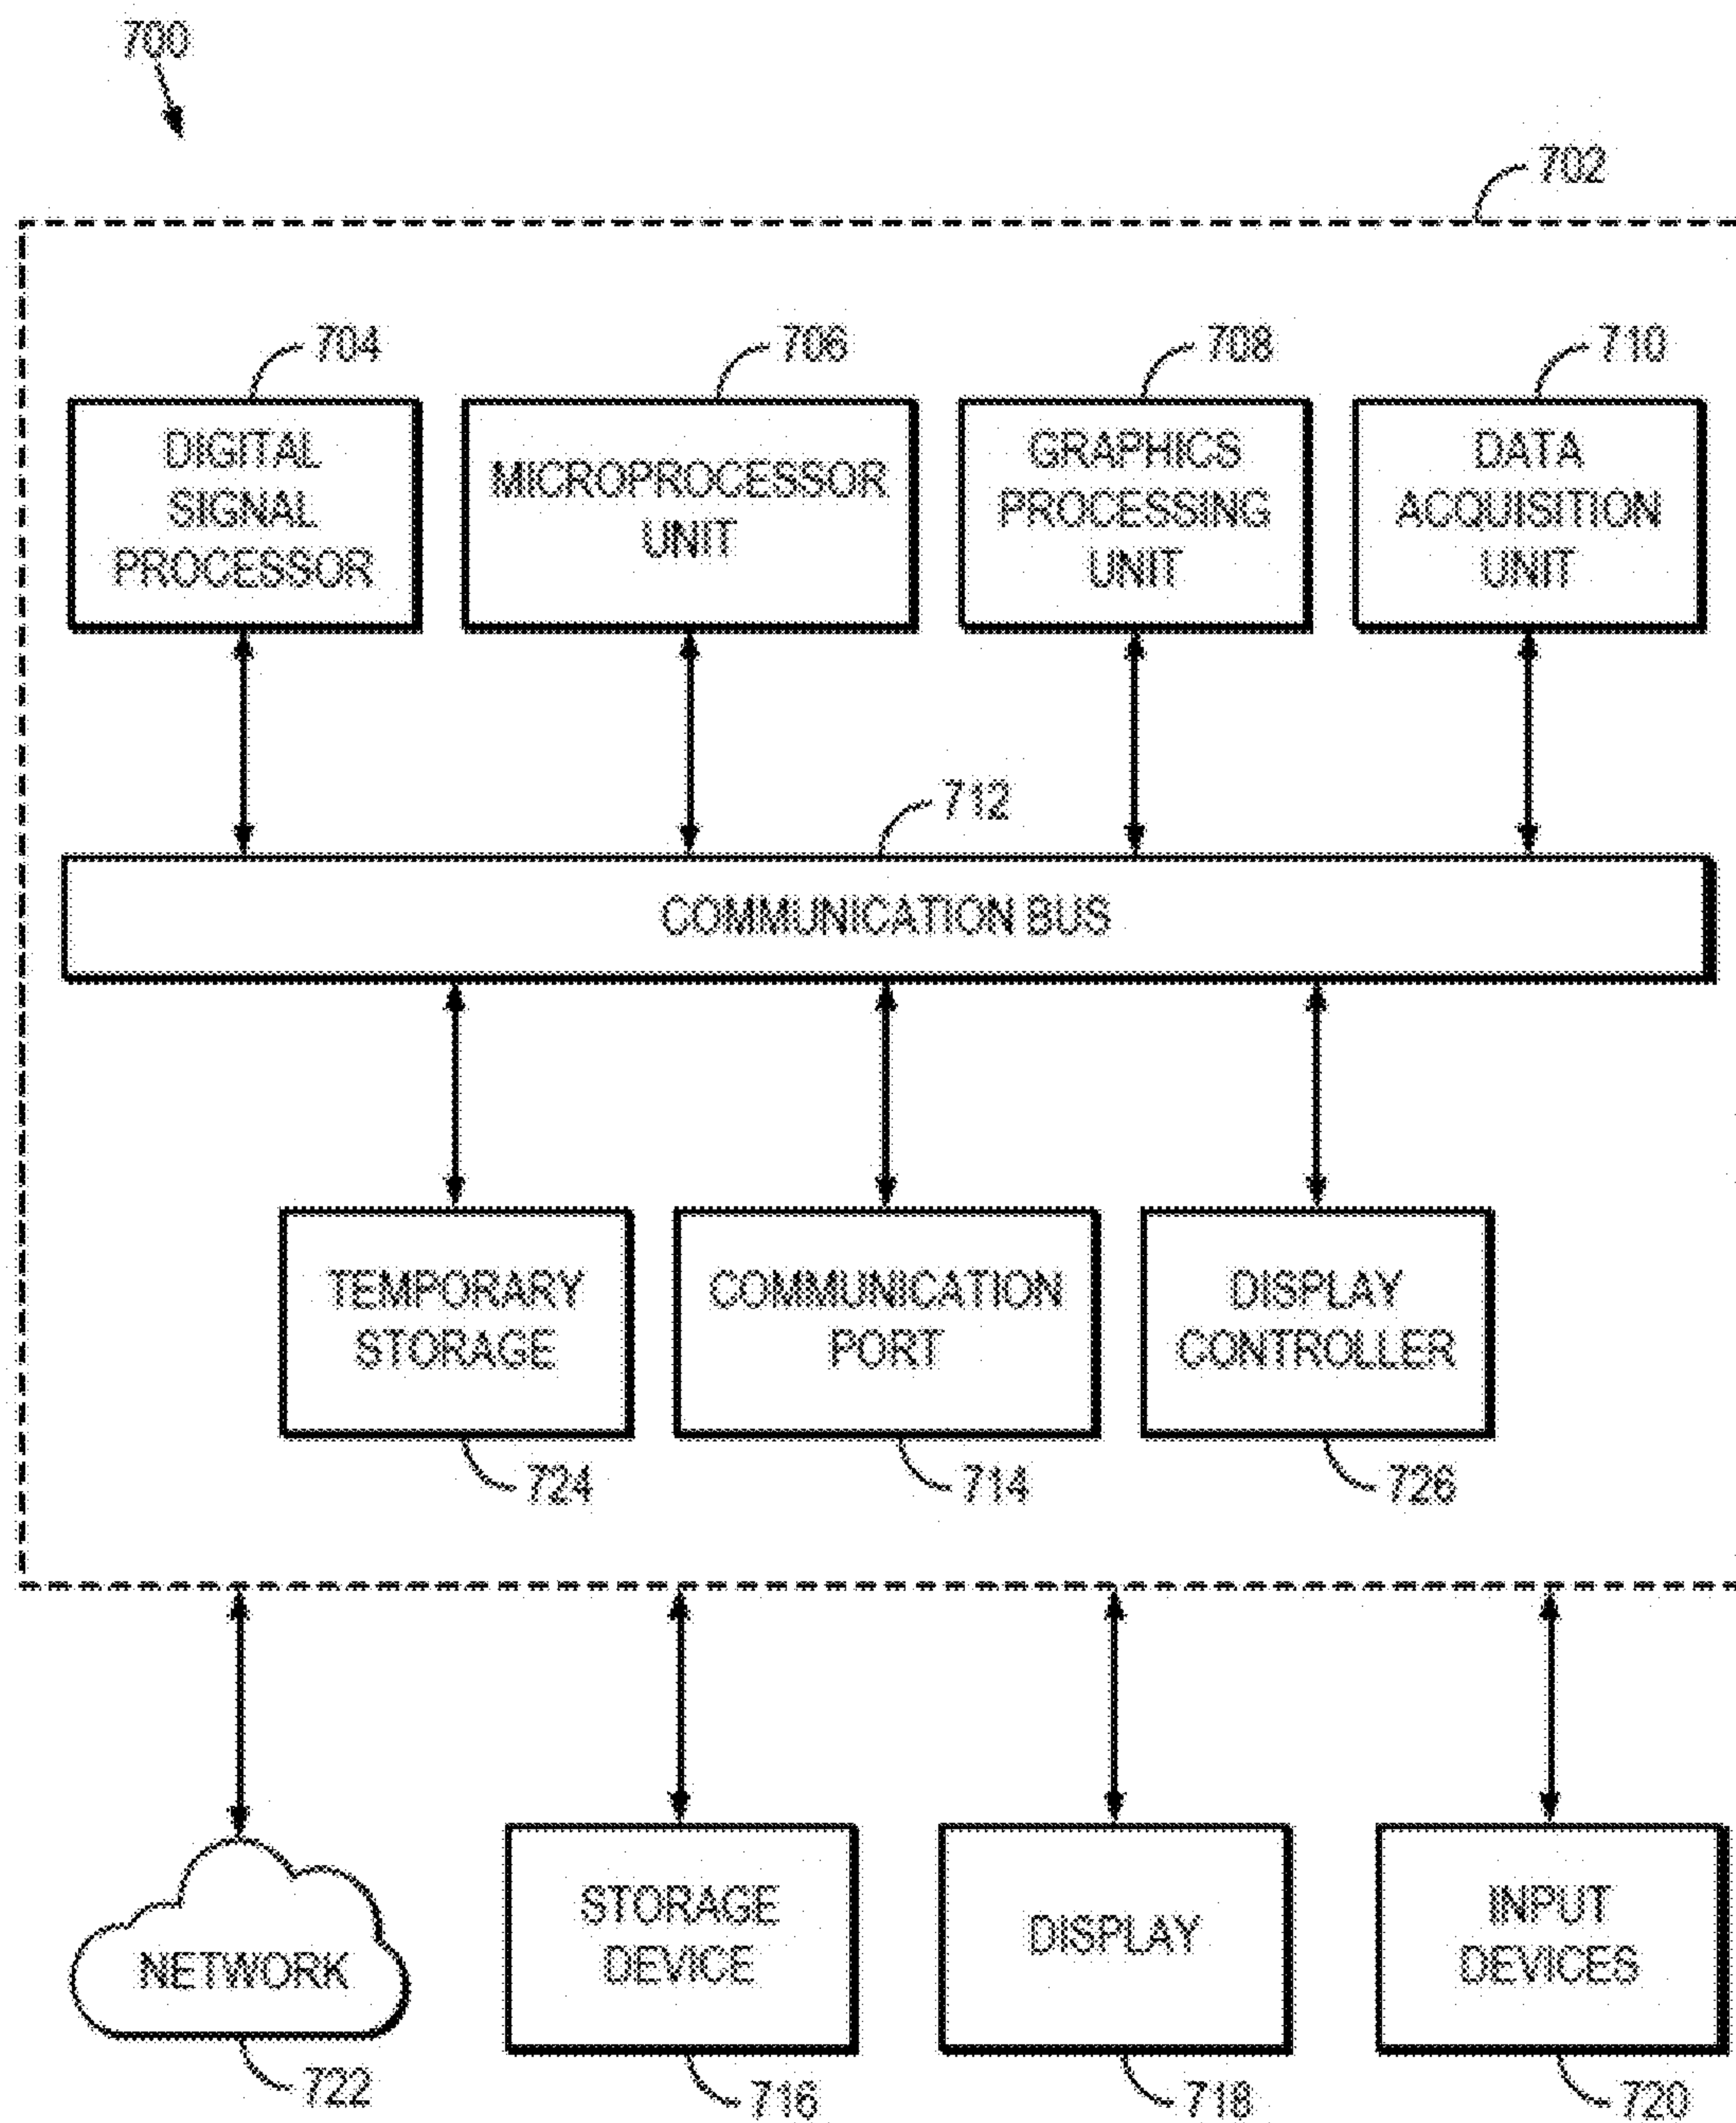 700
702
704
706
708
710
DIGITAL
SIGNAL
PROCESSOR
MICROPROCESSOR
UNIT
GRAPHICS
PROCESSING
UNIT
DATA
ACQUISITION
UNIT
712
COMMUNICATION BUS
TEMPORARY
STORAGE
COMMUNICATION
PORT
DISPLAY
CONTROLLER
724
714
726
NETWORK
STORAGE
DEVICE
DISPLAY
INPUT
DEVICES
722
716
718
720